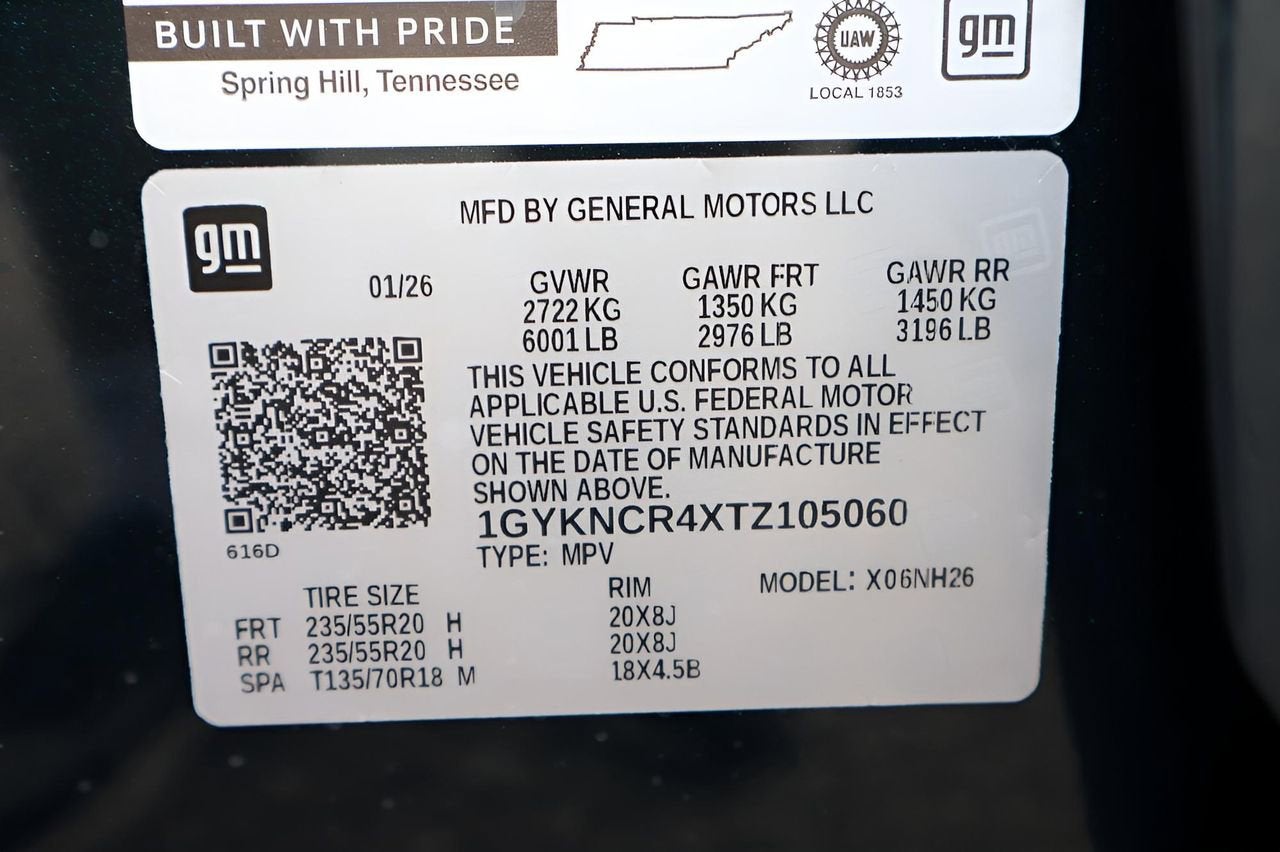 BUILT WITH PRIDE
Spring Hill, Tennessee
UAW
LOCAL 1853
gm
gm
MFD BY GENERAL MOTORS LLC
01/26
GVWR GAWR FRT GAWR RR
2722 KG 1350 KG 1450 KG
6001 LB 2976 LB 3196 LB
THIS VEHICLE CONFORMS TO ALL
APPLICABLE U.S. FEDERAL MOTOR
VEHICLE SAFETY STANDARDS IN EFFECT
ON THE DATE OF MANUFACTURE
SHOWN ABOVE.
1GYKNCR4XTZ105060
616D
TYPE: MPV
TIRE SIZE RIM MODEL: X06NH26
FRT 235/55R20 H 20X8J
RR 235/55R20 H 20X8J
SPA T135/70R18 M 18X4.5B